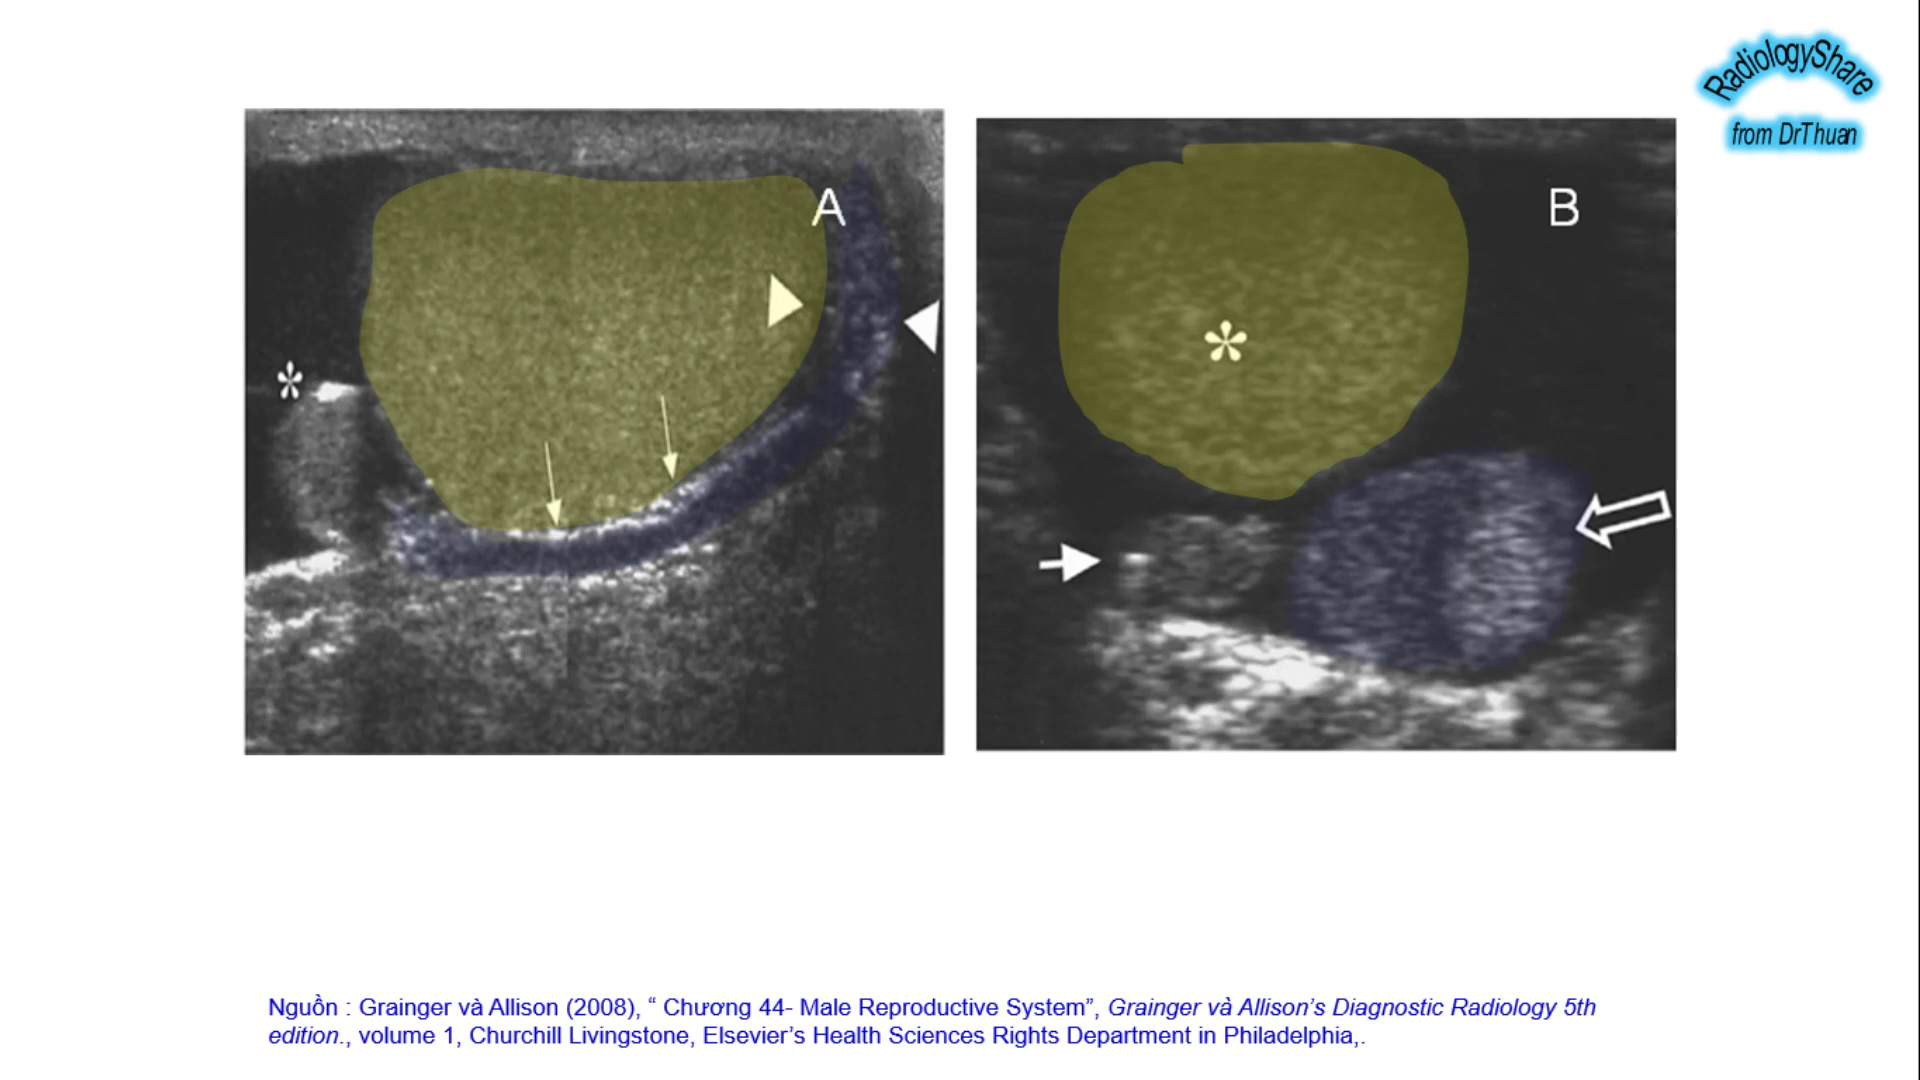 RadiologyShare
from DrThuan
A
B
*
*
Nguồn : Grainger và Allison (2008), “ Chương 44- Male Reproductive System”, Grainger và Allison’s Diagnostic Radiology 5th
edition., volume 1, Churchill Livingstone, Elsevier’s Health Sciences Rights Department in Philadelphia,.